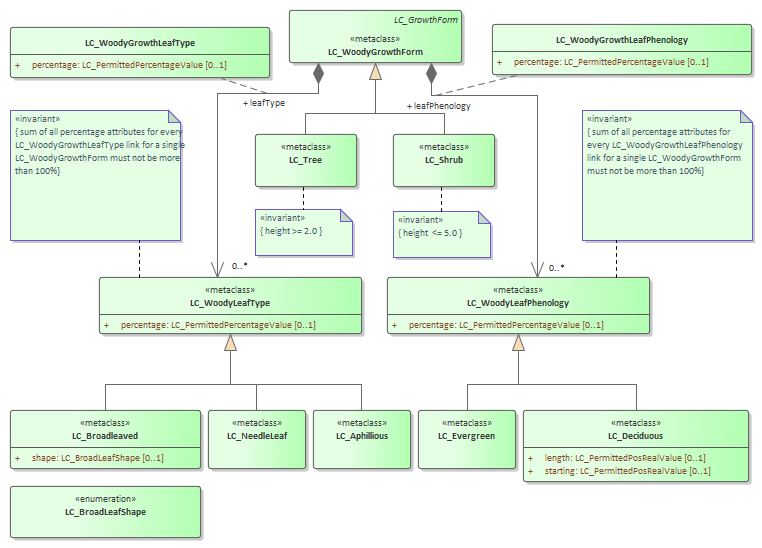 LC_GrowthForm
«metaclass»
LC_WoodyGrowthForm
LC_WoodyGrowthLeafType
+ percentage: LC_PermittedPercentageValue [0..1]
LC_WoodyGrowthLeafPhenology
+ percentage: LC_PermittedPercentageValue [0..1]
+ leafType
+ leafPhenology
«invariant»
{ sum of all percentage attributes for every
LC_WoodyGrowthLeafType link for a single
LC_WoodyGrowthForm must not be more
than 100%}
«metaclass»
LC_Tree
«metaclass»
LC_Shrub
«invariant»
{ sum of all percentage attributes for
every LC_WoodyGrowthLeafPhenology
link for a single LC_WoodyGrowthForm
must not be more than 100%}
«invariant»
{ height >= 2.0 }
«invariant»
{ height <= 5.0 }
0..*
0..*
«metaclass»
LC_WoodyLeafType
+ percentage: LC_PermittedPercentageValue [0..1]
«metaclass»
LC_WoodyLeafPhenology
+ percentage: LC_PermittedPercentageValue [0..1]
«metaclass»
LC_Broadleaved
+ shape: LC_BroadLeafShape [0..1]
«metaclass»
LC_NeedleLeaf
«metaclass»
LC_Aphillious
«metaclass»
LC_Evergreen
«metaclass»
LC_Deciduous
+ length: LC_PermittedPosRealValue [0..1]
+ starting: LC_PermittedPosRealValue [0..1]
«enumeration»
LC_BroadLeafShape